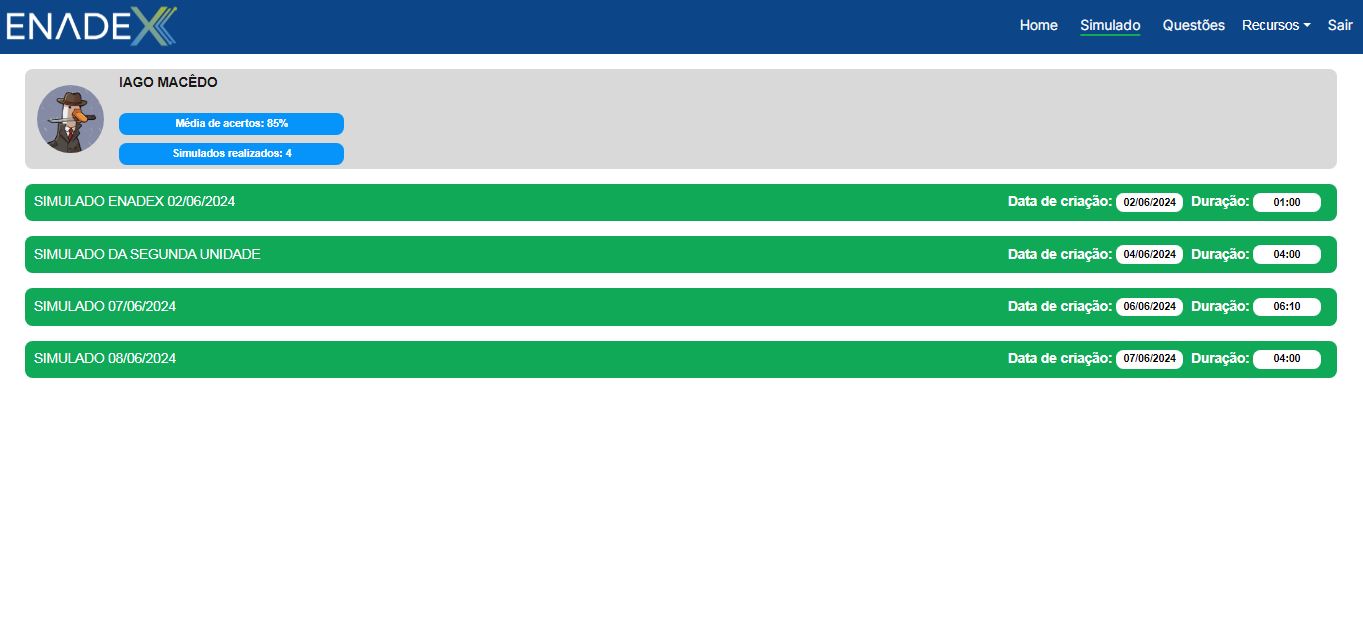 ENADEX Home Simulado Questões Recursos Sair
IAGO MACÊDO
Média de acertos: 85%
Simulados realizados: 4
SIMULADO ENADEX 02/06/2024 Data de criação: 02/06/2024 Duração: 01:00
SIMULADO DA SEGUNDA UNIDADE Data de criação: 04/06/2024 Duração: 04:00
SIMULADO 07/06/2024 Data de criação: 06/06/2024 Duração: 06:10
SIMULADO 08/06/2024 Data de criação: 07/06/2024 Duração: 04:00